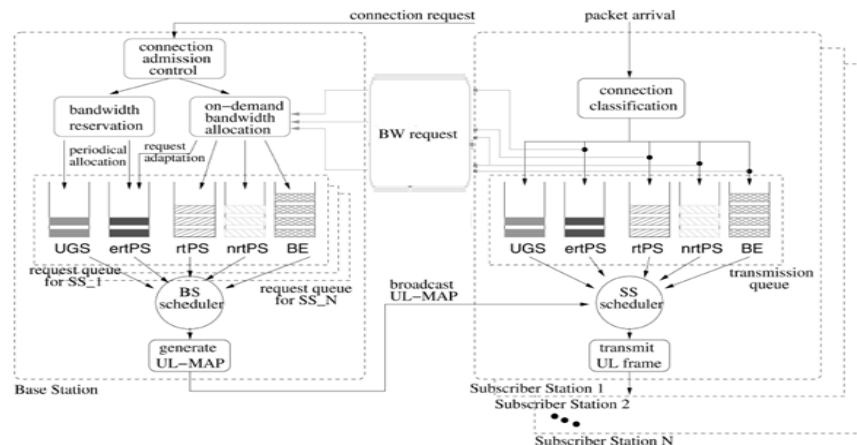 connection request
packet arrival
connection
admission
control
bandwidth
reservation
on-demand
bandwidth
allocation
periodical
allocation
request
adaptation
UGS
ertPS
rtPS
nrtPS
BE
request queue
for SS_1
BS
scheduler
request queue
for SS_N
generate
UL-MAP
Base Station
BW request
broadcast
UL-MAP
connection
classification
UGS
ertPS
rtPS
nrtPS
BE
transmission
queue
SS
scheduler
transmit
UL frame
Subscriber Station 1
Subscriber Station 2
Subscriber Station N